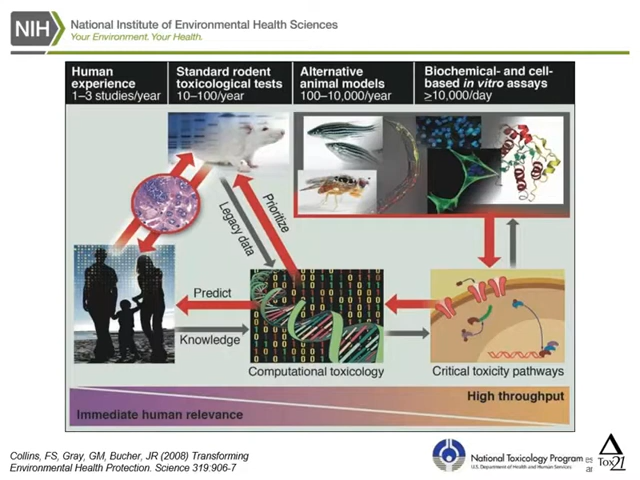 NIH
National Institute of Environmental Health Sciences
Your Environment. Your Health.
Human
experience
1–3 studies/year
Standard rodent
toxicological tests
10–100/year
Alternative
animal models
100–10,000/year
Biochemical- and cell-
based in vitro assays
≥10,000/day
Prioritize
Legacy data
Predict
Knowledge
Computational toxicology
Critical toxicity pathways
High throughput
Immediate human relevance
Collins, FS, Gray, GM, Bucher, JR (2008) Transforming
Environmental Health Protection. Science 319:906-7
National Toxicology Program
U.S. Department of Health and Human Services
Tox21